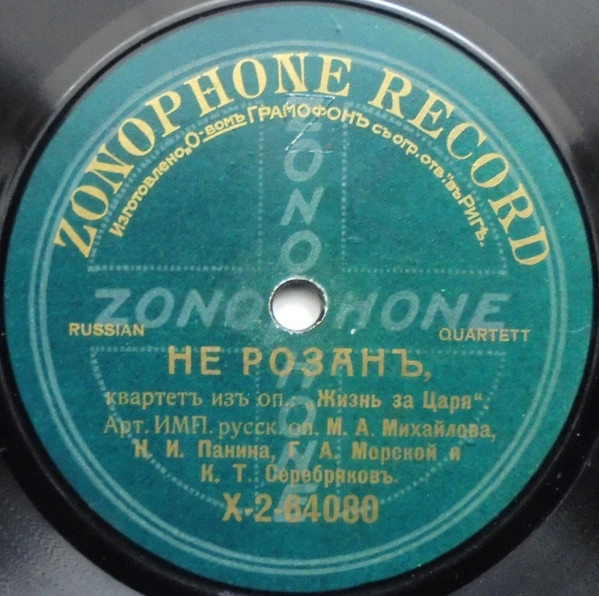 ZONOPHONE RECORD
Изготовлено „О-вомъ ГРАМОФОНЪ съ огр. отв." въ Ригѣ.
ZONOPHONE
ZONOPHONE
RUSSIAN QUARTETT
НЕ РОЗАНЪ,
квартетъ изъ оп.: „Жизнь за Царя“
Арт. ИМП. русск. оп. М. А. Михайлова,
Н. И. Панина, Г. А. Морской и
К. Т. Серебряковъ.
X-2-64080